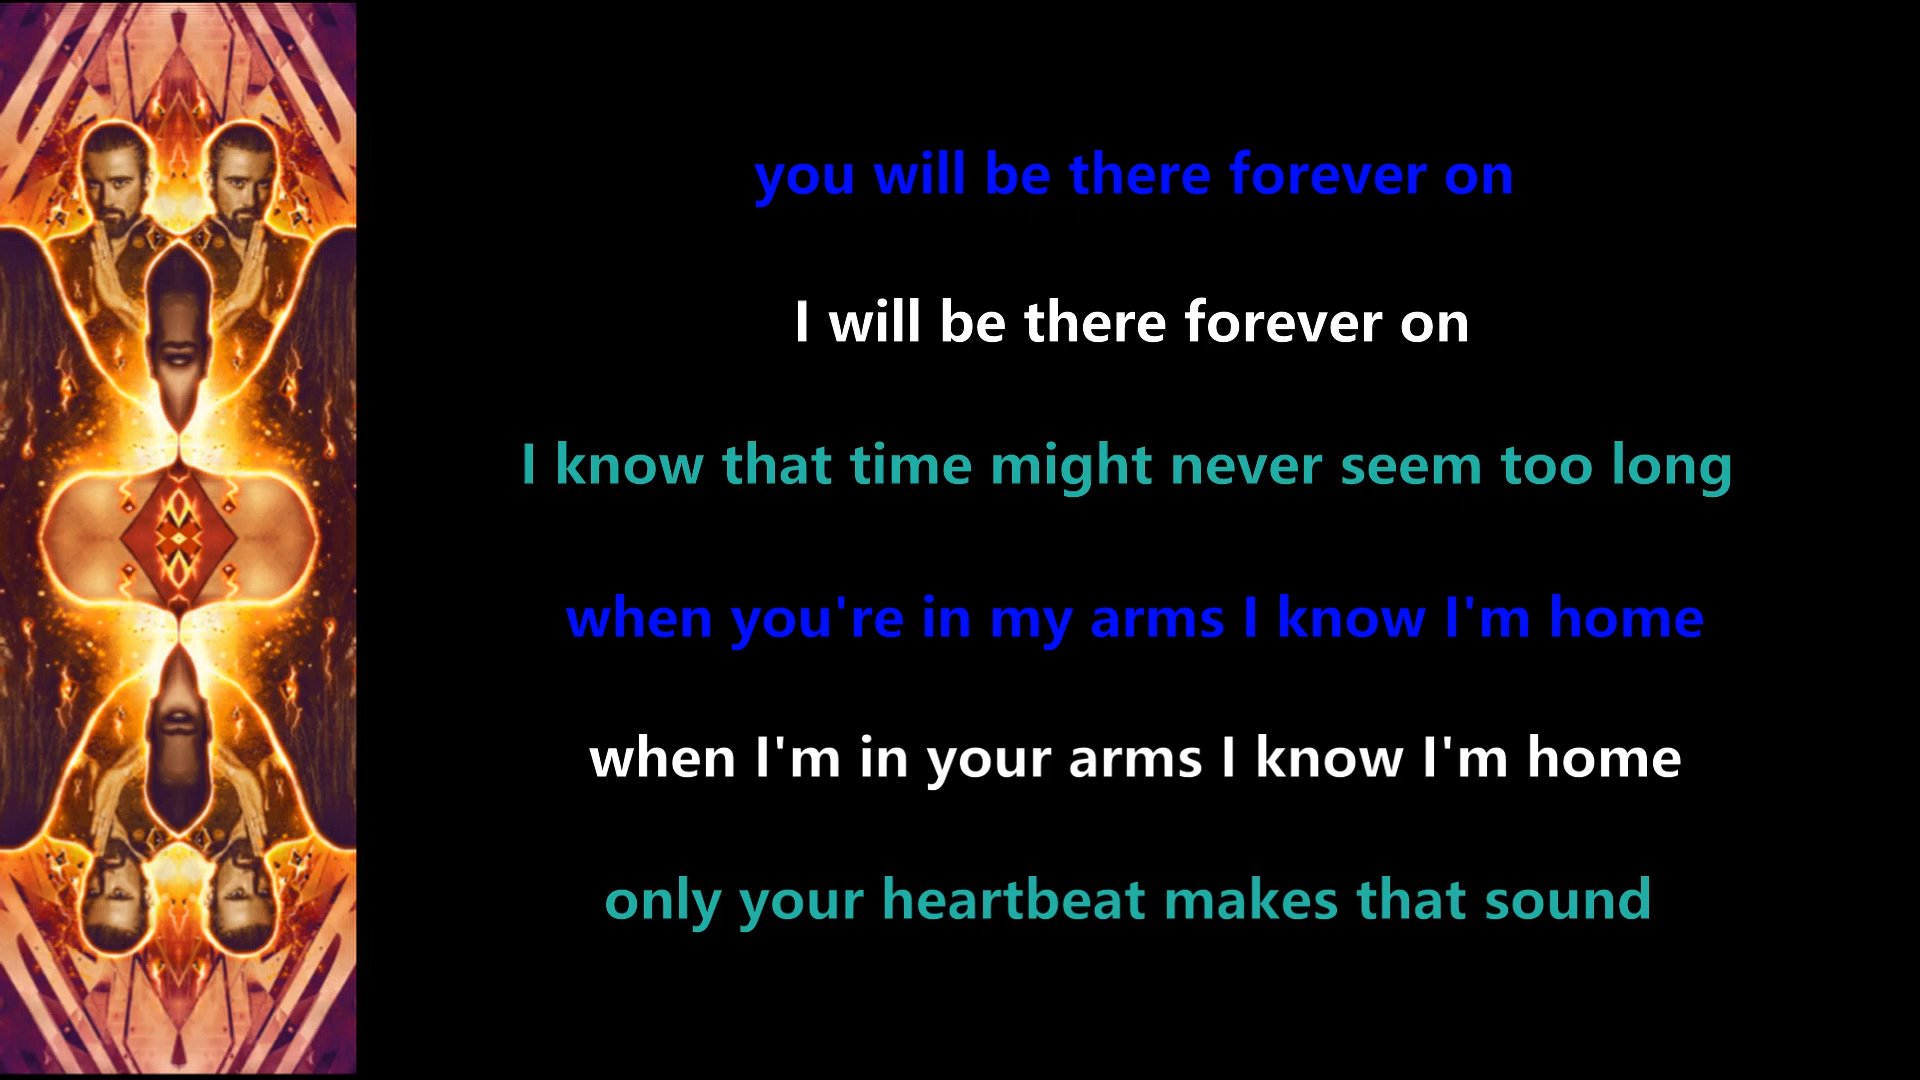 you will be there forever on
I will be there forever on
I know that time might never seem too long
when you're in my arms I know I'm home
when I'm in your arms I know I'm home
only your heartbeat makes that sound